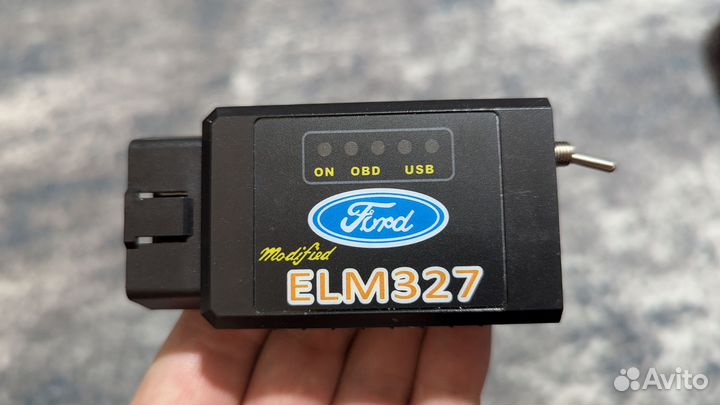 ON OBD USB
Ford
Modified
ELM327
Avito